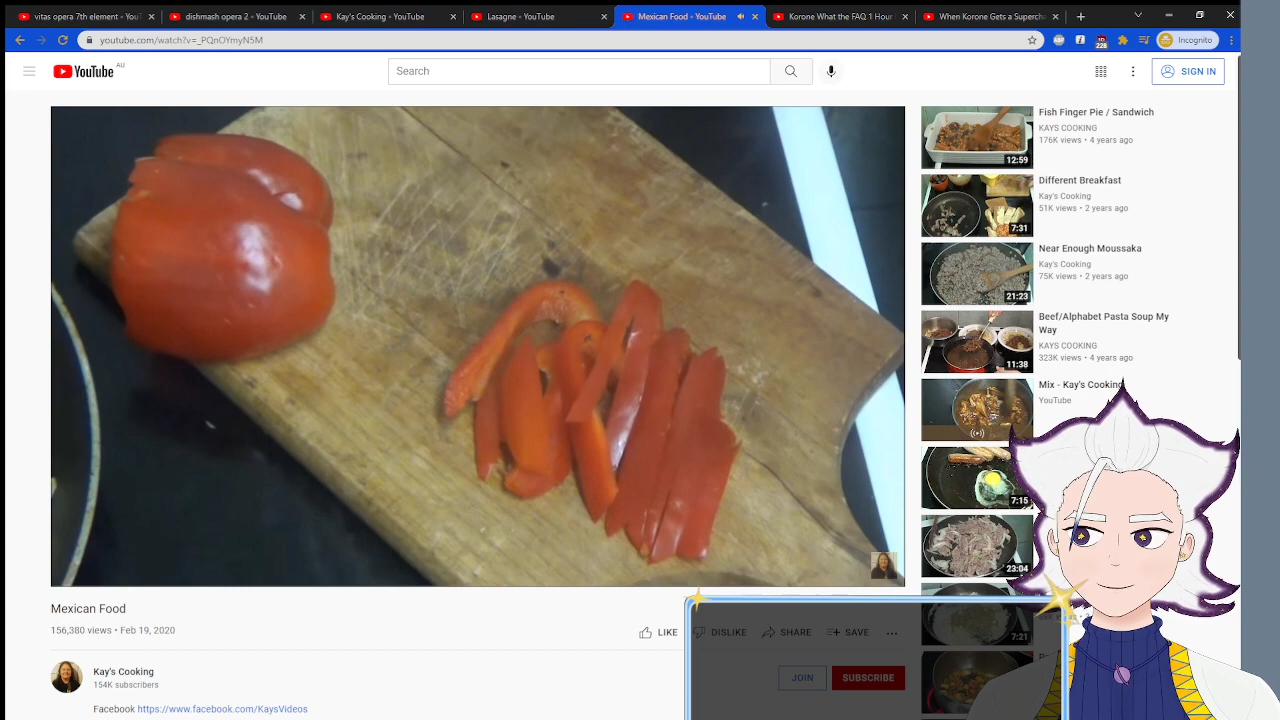 vitas opera 7th element • YouT
dishmash opera 2 • YouTube
Kay's Cooking • YouTube
Lasagne • YouTube
Mexican Food • YouTube
Korone What the FAQ 1 Hour
When Korone Gets a Supercha
youtube.com/watch?v=_PQnOYmyN5M
ABP
228
Incognito
YouTube AU
Search
SIGN IN
Fish Finger Pie / Sandwich
KAYS COOKING
176K views • 4 years ago
12:59
Different Breakfast
Kay's Cooking
51K views • 2 years ago
7:31
Near Enough Moussaka
Kay's Cooking
75K views • 2 years ago
21:23
Beef/Alphabet Pasta Soup My
Way
KAYS COOKING
323K views • 4 years ago
11:38
Mix - Kay's Cooking
YouTube
7:15
23:04
7:21
Mexican Food
156,380 views • Feb 19, 2020
LIKE
DISLIKE
SHARE
SAVE
Kay's Cooking
154K subscribers
JOIN
SUBSCRIBE
Facebook https://www.facebook.com/KaysVideos